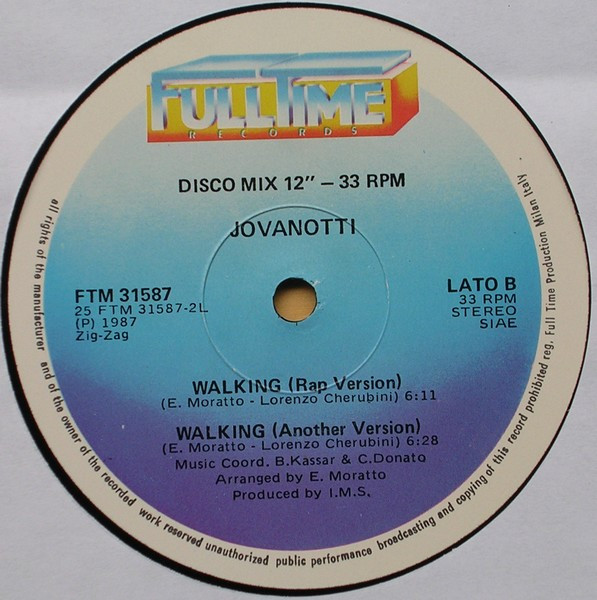 FULL TIME
RECORDS
DISCO MIX 12" – 33 RPM
JOVANOTTI
FTM 31587
25 FTM 31587-2L
(P) 1987
Zig-Zag
LATO B
33 RPM
STEREO
SIAE
WALKING (Rap Version)
(E. Moratto - Lorenzo Cherubini) 6:11
WALKING (Another Version)
(E. Moratto - Lorenzo Cherubini) 6:28
Music Coord. B.Kassar & C.Donato
Arranged by E. Moratto
Produced by I.M.S.
all rights of the manufacturer and of the owner of the recorded work reserved unauthorized public performance broadcasting and copying of this record prohibited reg. Full Time Production Milan Italy